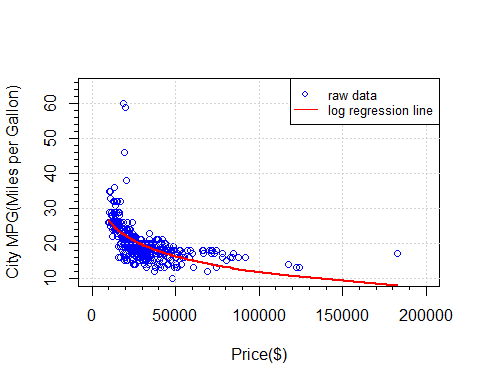 raw data
log regression line
City MPG(Miles per Gallon)
60
50
40
30
20
10
0
50000
100000
150000
200000
Price($)